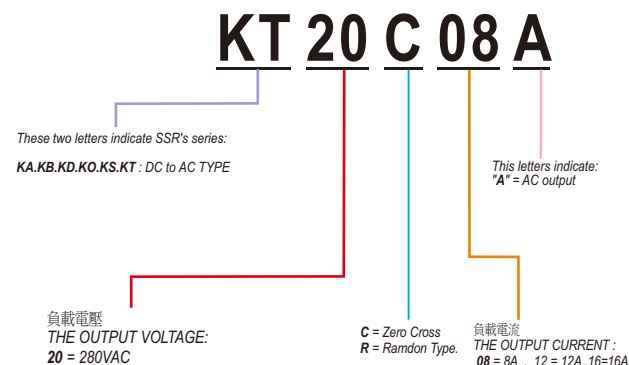 KT 20 C 08 A
These two letters indicate SSR's series:
KA.KB.KD.KO.KS.KT : DC to AC TYPE
This letters indicate:
"A" = AC output
負載電壓
THE OUTPUT VOLTAGE:
20 = 280VAC
C = Zero Cross
R = Ramdon Type.
負載電流
THE OUTPUT CURRENT :
08 = 8A , 12 = 12A ,16=16A